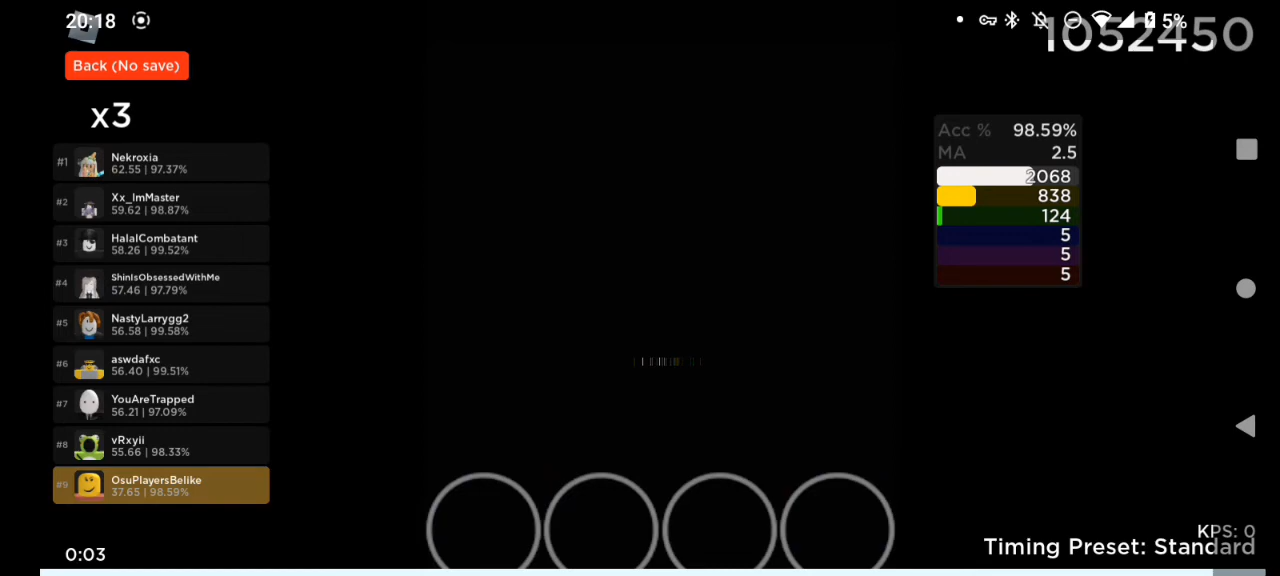 20:18
5%
1052450
Back (No save)
x3
#1 Nekroxia
62.55 | 97.37%
#2 Xx_ImMaster
59.62 | 98.87%
#3 HalalCombatant
58.26 | 99.52%
#4 ShinIsObsessedWithMe
57.46 | 97.79%
#5 NastyLarrygg2
56.58 | 99.58%
#6 aswdafxc
56.40 | 99.51%
#7 YouAreTrapped
56.21 | 97.09%
#8 vRxyii
55.66 | 98.33%
#9 OsuPlayersBelike
37.65 | 98.59%
Acc % 98.59%
MA 2.5
2068
838
124
5
5
5
KPS: 0
Timing Preset: Standard
0:03